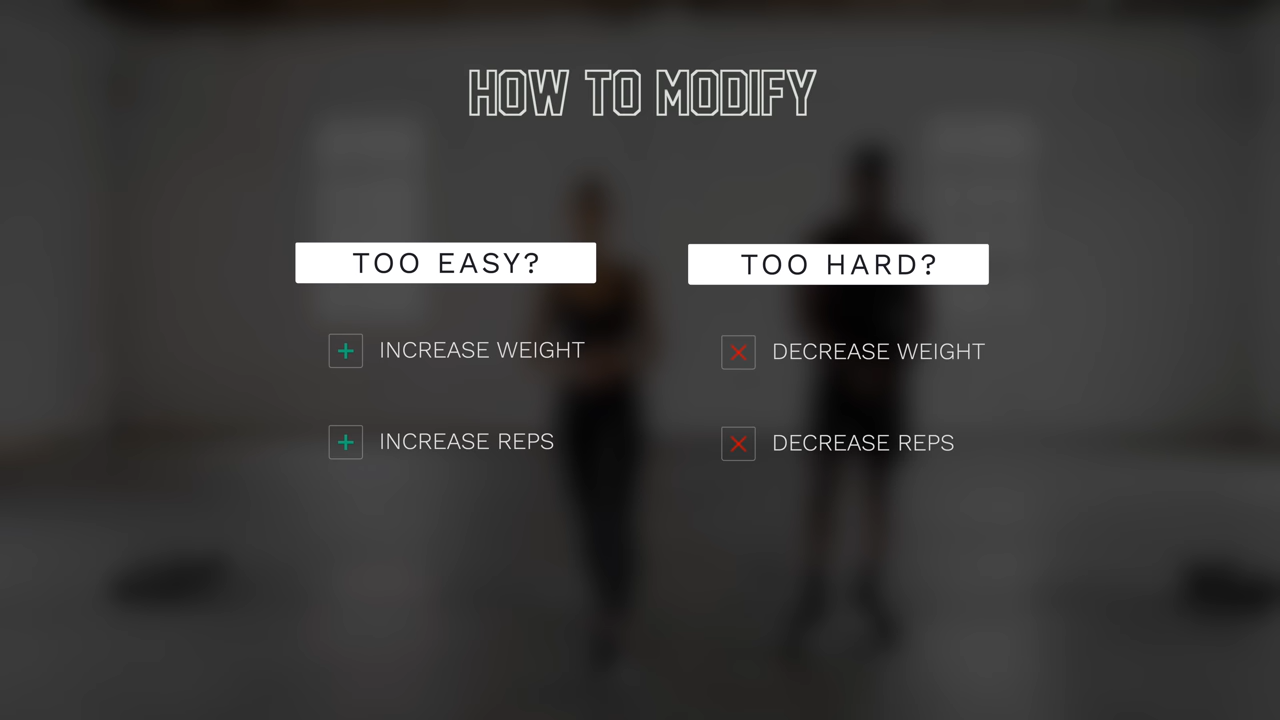 HOW TO MODIFY
TOO EASY?
INCREASE WEIGHT
INCREASE REPS
TOO HARD?
DECREASE WEIGHT
DECREASE REPS